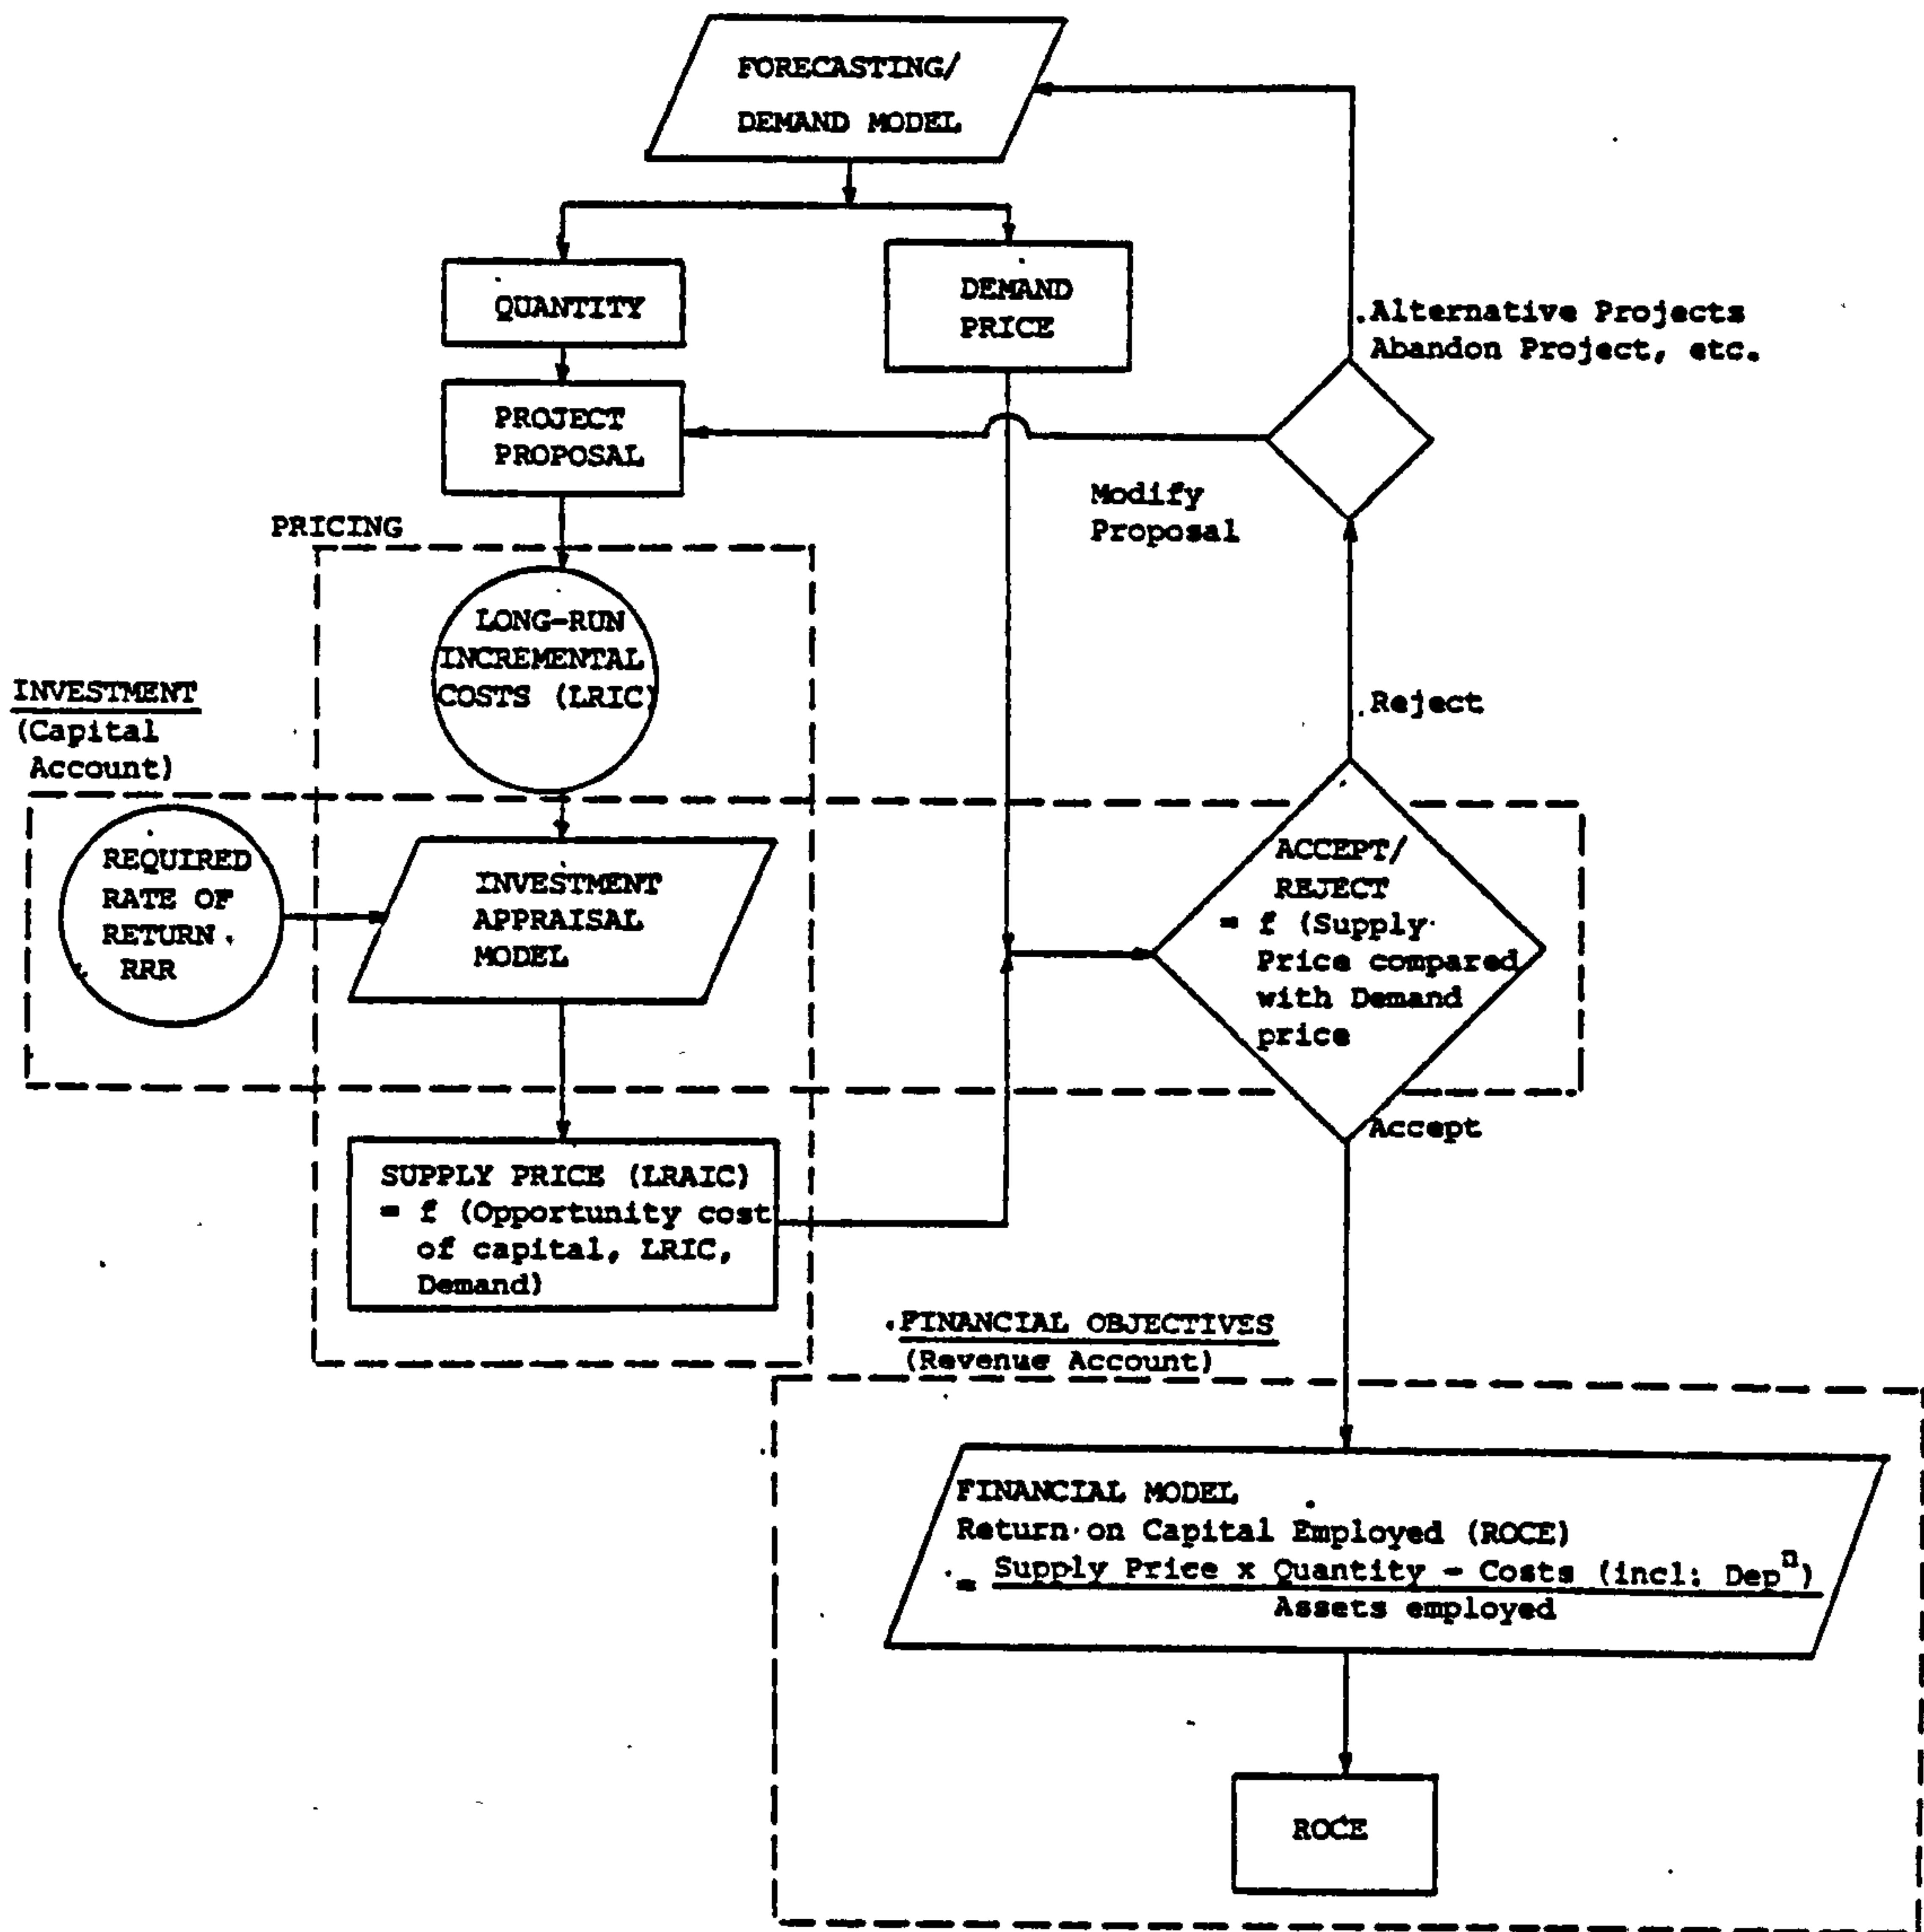 FORECASTING/
DEMAND MODEL
QUANTITY
DEMAND
PRICE
Alternative Projects
Abandon Project, etc.
PROJECT
PROPOSAL
Modify
Proposal
PRICING
LONG-RUN
INCREMENTAL
COSTS (LRIC)
INVESTMENT
(Capital
Account)
Reject
REQUIRED
RATE OF
RETURN
RRR
INVESTMENT
APPRAISAL
MODEL
ACCEPT/
REJECT
= f (Supply
Price compared
with Demand
price
Accept
SUPPLY PRICE (LRAIC)
= f (Opportunity cost
of capital, LRIC,
Demand)
FINANCIAL OBJECTIVES
(Revenue Account)
FINANCIAL MODEL
Return on Capital Employed (ROCE)
= Supply Price x Quantity - Costs (incl: Depⁿ)
Assets employed
ROCE